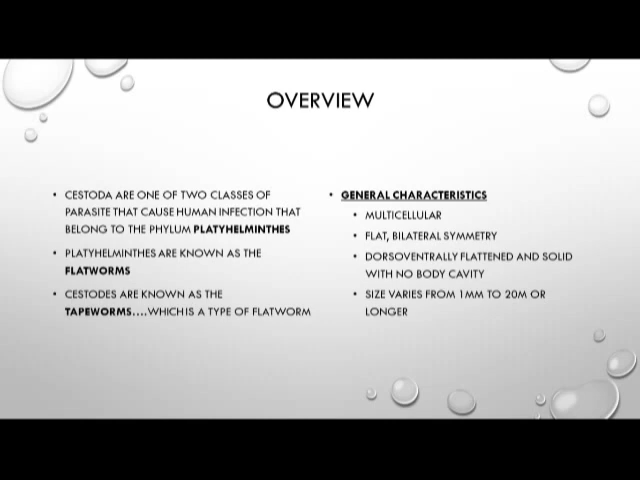 OVERVIEW
• CESTODA ARE ONE OF TWO CLASSES OF
PARASITE THAT CAUSE HUMAN INFECTION THAT
BELONG TO THE PHYLUM PLATYHELMINTHES
• PLATYHELMINTHES ARE KNOWN AS THE
FLATWORMS
• CESTODES ARE KNOWN AS THE
TAPEWORMS....WHICH IS A TYPE OF FLATWORM
• GENERAL CHARACTERISTICS
• MULTICELLULAR
• FLAT, BILATERAL SYMMETRY
• DORSOVENTRALLY FLATTENED AND SOLID
WITH NO BODY CAVITY
• SIZE VARIES FROM 1MM TO 20M OR
LONGER